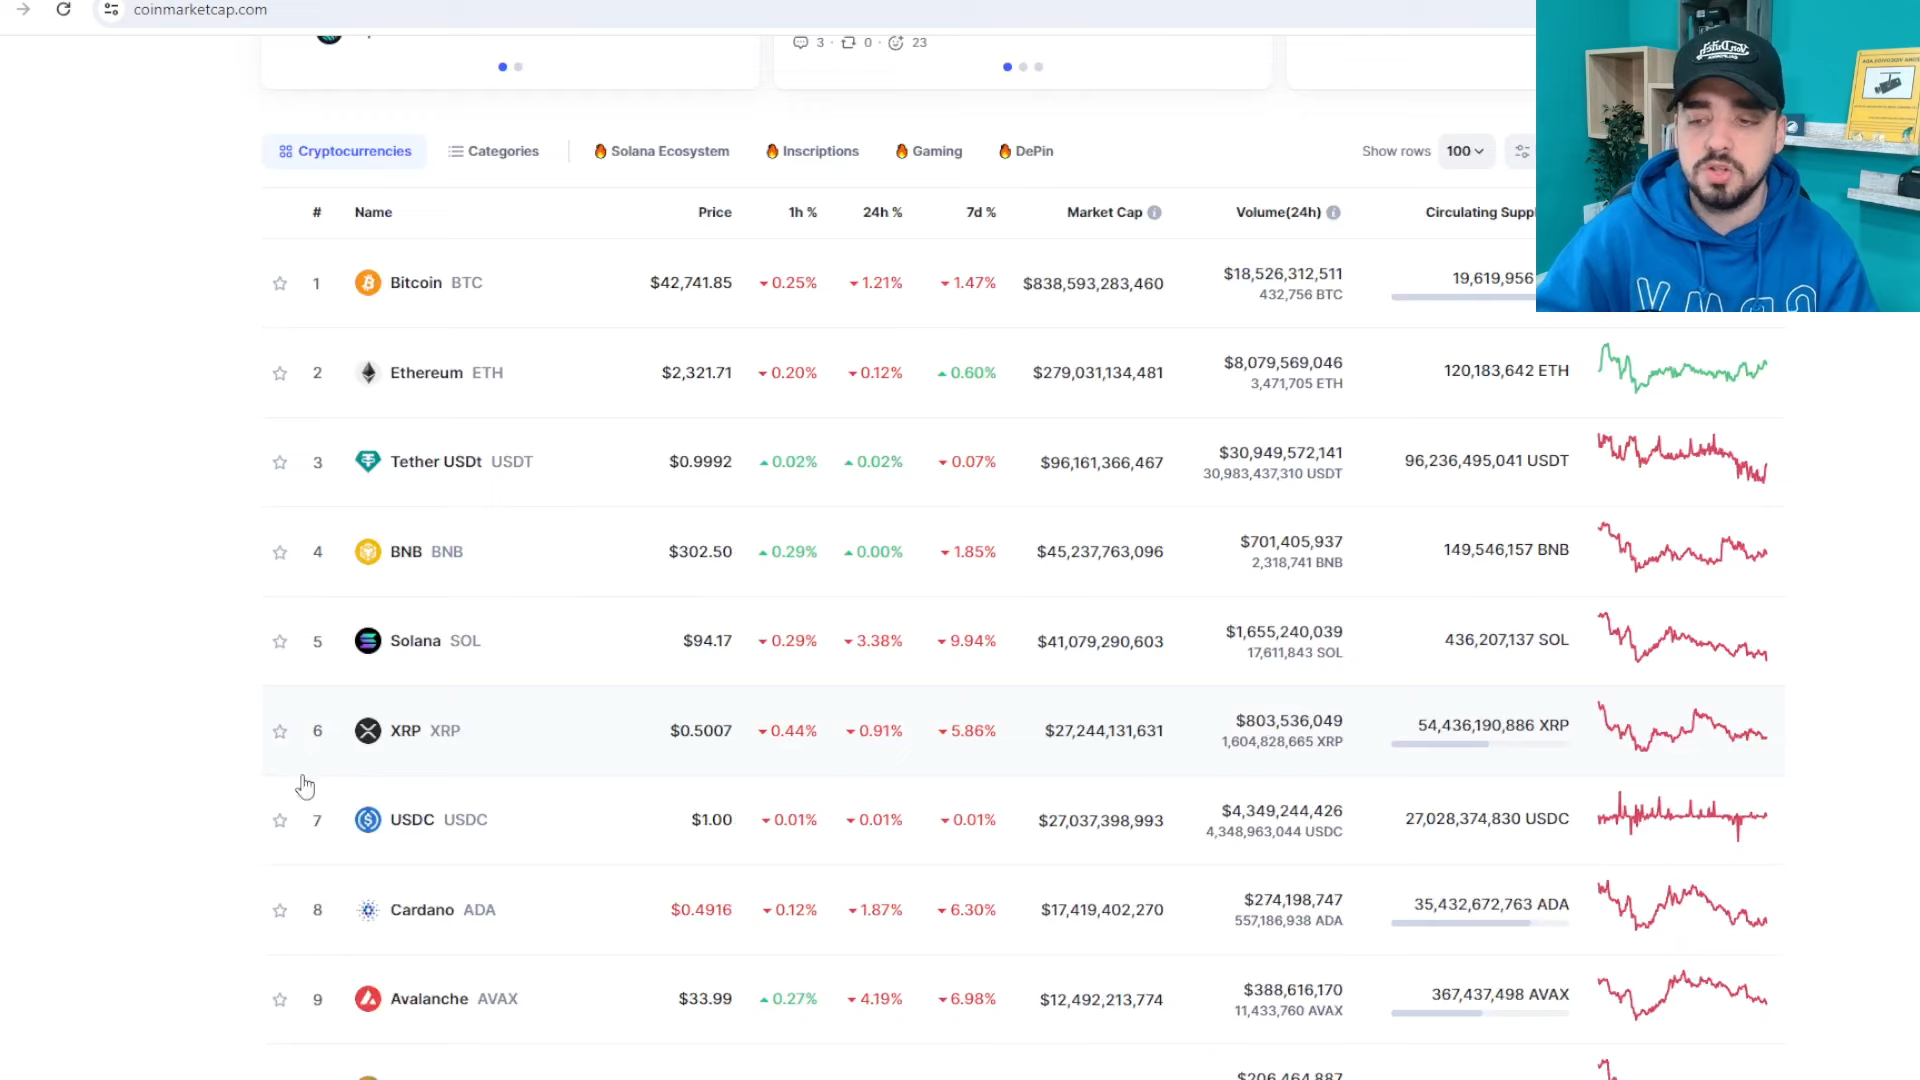 coinmarketcap.com
3 · 0 · 23
Cryptocurrencies Categories Solana Ecosystem Inscriptions Gaming DePin Show rows 100
# Name Price 1h % 24h % 7d % Market Cap Volume(24h) Circulating Suppl
1 Bitcoin BTC $42,741.85 0.25% 1.21% 1.47% $838,593,283,460 $18,526,312,511 19,619,956
432,756 BTC
2 Ethereum ETH $2,321.71 0.20% 0.12% 0.60% $279,031,134,481 $8,079,569,046 120,183,642 ETH
3,471,705 ETH
3 Tether USDt USDT $0.9992 0.02% 0.02% 0.07% $96,161,366,467 $30,949,572,141 96,236,495,041 USDT
30,983,437,310 USDT
4 BNB BNB $302.50 0.29% 0.00% 1.85% $45,237,763,096 $701,405,937 149,546,157 BNB
2,318,741 BNB
5 Solana SOL $94.17 0.29% 3.38% 9.94% $41,079,290,603 $1,655,240,039 436,207,137 SOL
17,611,843 SOL
6 XRP XRP $0.5007 0.44% 0.91% 5.86% $27,244,131,631 $803,536,049 54,436,190,886 XRP
1,604,828,665 XRP
7 USDC USDC $1.00 0.01% 0.01% 0.01% $27,037,398,993 $4,349,244,426 27,028,374,830 USDC
4,348,963,044 USDC
8 Cardano ADA $0.4916 0.12% 1.87% 6.30% $17,419,402,270 $274,198,747 35,432,672,763 ADA
557,186,938 ADA
9 Avalanche AVAX $33.99 0.27% 4.19% 6.98% $12,492,213,774 $388,616,170 367,437,498 AVAX
11,433,760 AVAX
$206,464,887